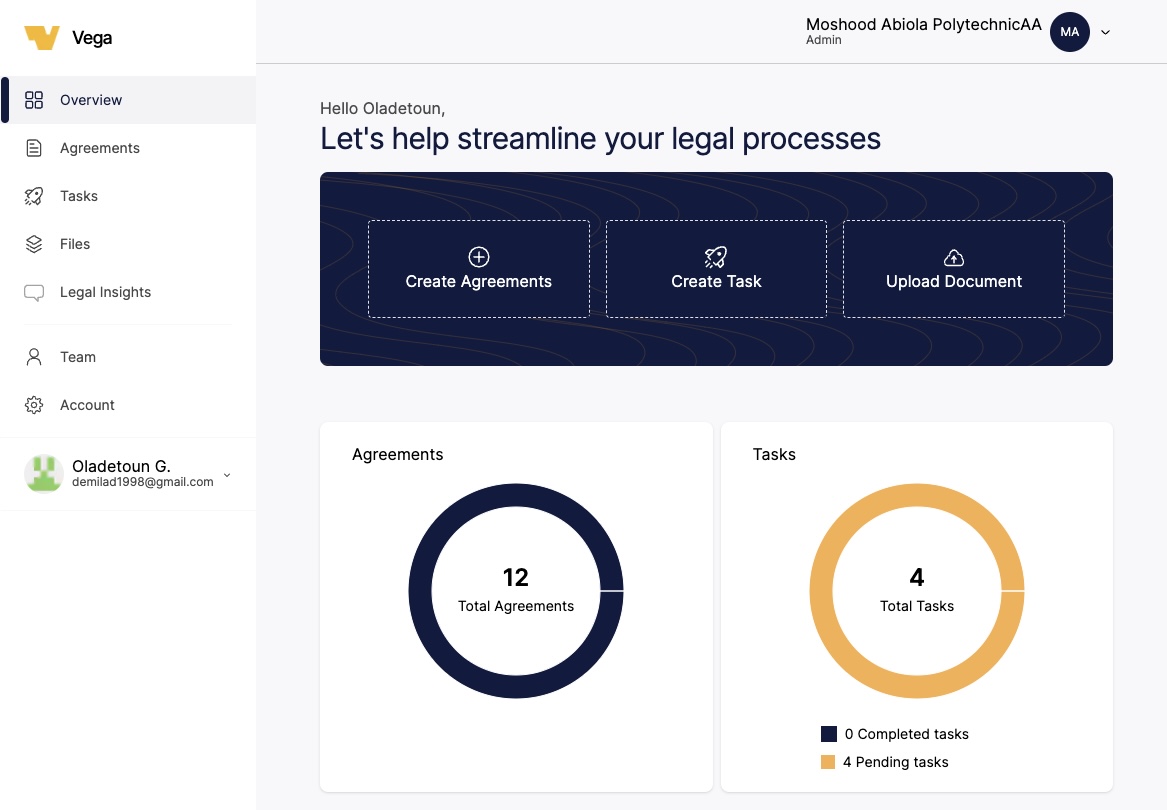 Vega
Moshood Abiola PolytechnicAA
Admin
MA
Overview
Agreements
Tasks
Files
Legal Insights
Team
Account
Oladetoun G.
demilad1998@gmail.com
Hello Oladetoun,
Let's help streamline your legal processes
Create Agreements
Create Task
Upload Document
Agreements
12
Total Agreements
Tasks
4
Total Tasks
0 Completed tasks
4 Pending tasks